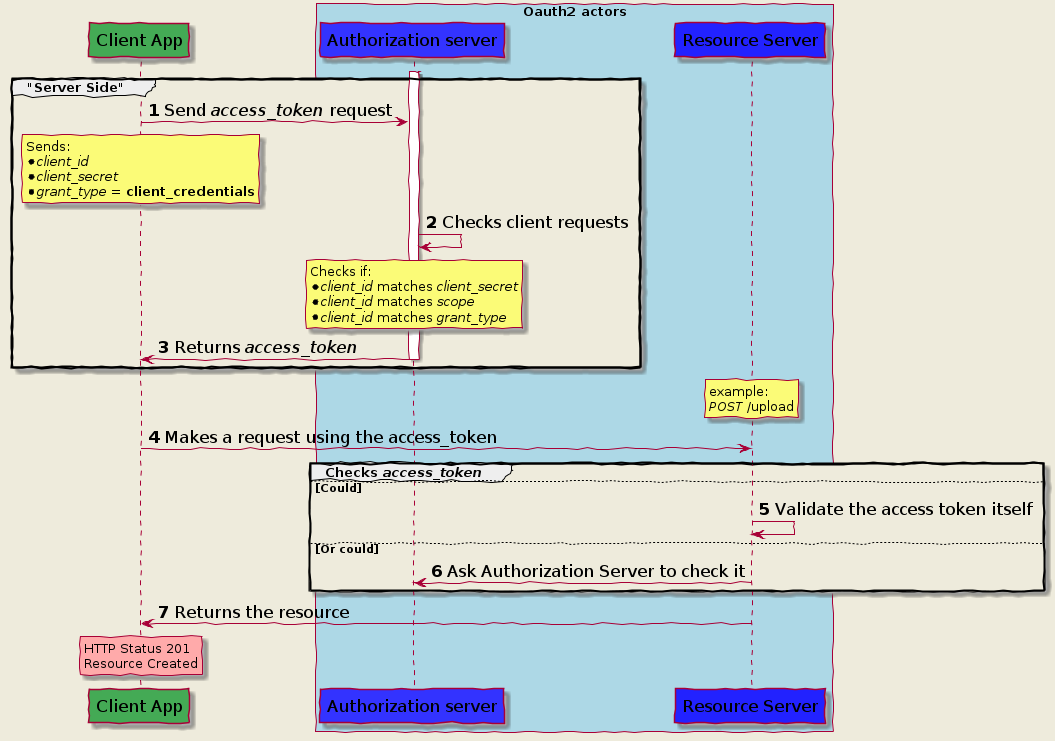 Oauth2 actors
Client App
Authorization server
Resource Server
"Server Side"
1 Send access_token request
Sends:
client_id
client_secret
grant_type = client_credentials
2 Checks client requests
Checks if:
client_id matches client_secret
client_id matches scope
client_id matches grant_type
3 Returns access_token
example:
POST /upload
4 Makes a request using the access_token
Checks access_token
[Could]
5 Validate the access token itself
[Or could]
6 Ask Authorization Server to check it
7 Returns the resource
HTTP Status 201
Resource Created
Client App
Authorization server
Resource Server